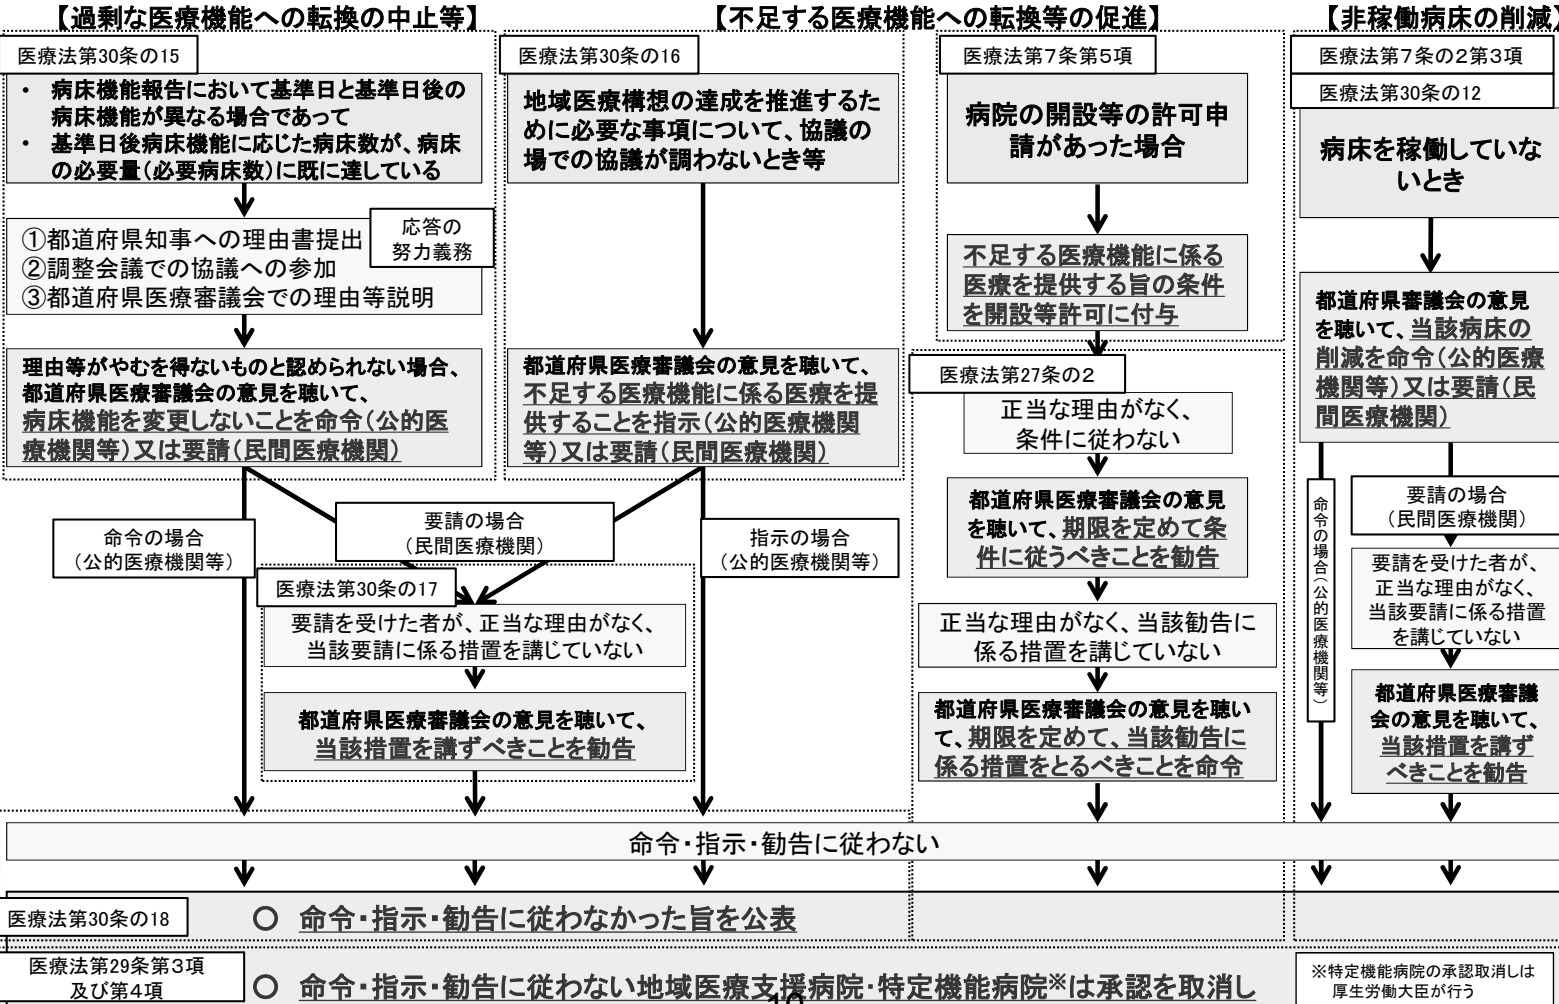 【過剰な医療機能への転換の中止等】
医療法第30条の15
・ 病床機能報告において基準日と基準日後の
病床機能が異なる場合であって
・ 基準日後病床機能に応じた病床数が、病床
の必要量(必要病床数)に既に達している
①都道府県知事への理由書提出
②調整会議での協議への参加
③都道府県医療審議会での理由等説明
応答の
努力義務
理由等がやむを得ないものと認められない場合、
都道府県医療審議会の意見を聴いて、
病床機能を変更しないことを命令(公的医
療機関等)又は要請(民間医療機関)
【不足する医療機能への転換等の促進】
医療法第30条の16
地域医療構想の達成を推進するた
めに必要な事項について、協議の
場での協議が調わないとき等
都道府県医療審議会の意見を聴いて、
不足する医療機能に係る医療を提
供することを指示(公的医療機関
等)又は要請(民間医療機関)
命令の場合
(公的医療機関等)
要請の場合
(民間医療機関)
指示の場合
(公的医療機関等)
医療法第30条の17
要請を受けた者が、正当な理由がなく、
当該要請に係る措置を講じていない
都道府県医療審議会の意見を聴いて、
当該措置を講ずべきことを勧告
医療法第7条第5項
病院の開設等の許可申
請があった場合
不足する医療機能に係る
医療を提供する旨の条件
を開設等許可に付与
医療法第27条の2
正当な理由がなく、
条件に従わない
都道府県医療審議会の意見
を聴いて、期限を定めて条
件に従うべきことを勧告
正当な理由がなく、当該勧告に
係る措置を講じていない
都道府県医療審議会の意見を聴い
て、期限を定めて、当該勧告に
係る措置をとるべきことを命令
【非稼働病床の削減】
医療法第7条の2第3項
医療法第30条の12
病床を稼働していな
いとき
都道府県審議会の意見
を聴いて、当該病床の
削減を命令(公的医療
機関等)又は要請(民
間医療機関)
命令の場合(公的医療機関等)
要請の場合
(民間医療機関)
要請を受けた者が、
正当な理由がなく、
当該要請に係る措置
を講じていない
都道府県医療審議
会の意見を聴いて、
当該措置を講ず
べきことを勧告
命令・指示・勧告に従わない
医療法第30条の18
○ 命令・指示・勧告に従わなかった旨を公表
医療法第29条第3項
及び第4項
○ 命令・指示・勧告に従わない地域医療支援病院・特定機能病院※は承認を取消し
※特定機能病院の承認取消しは
厚生労働大臣が行う
10